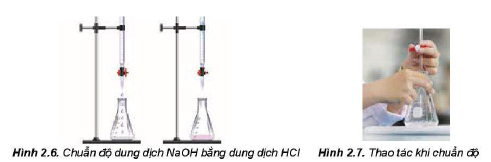 Hình 2.6. Chuẩn độ dung dịch NaOH bằng dung dịch HCl
Hình 2.7. Thao tác khi chuẩn độ